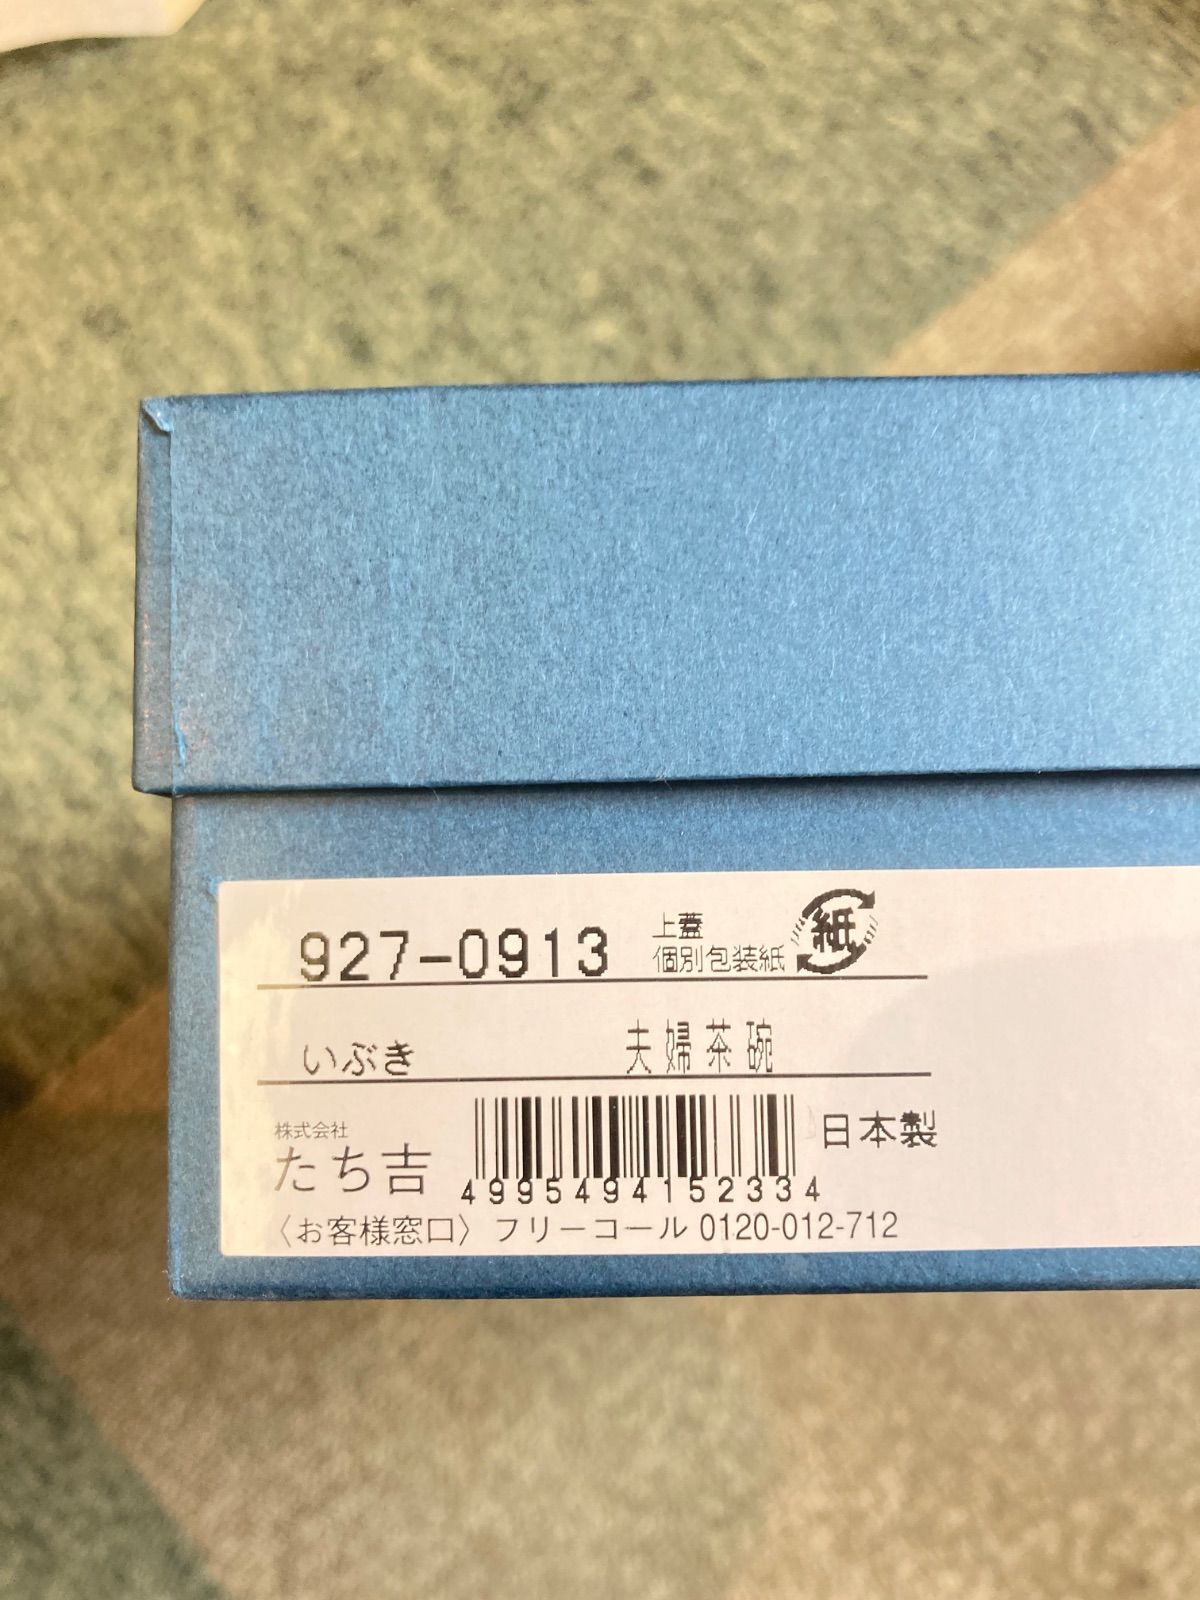 927-0913
上蓋
個別包装紙
紙
いぶき 夫婦茶碗
株式会社
たち吉
4995494152334
日本製
〈お客様窓口〉フリーコール 0120-012-712